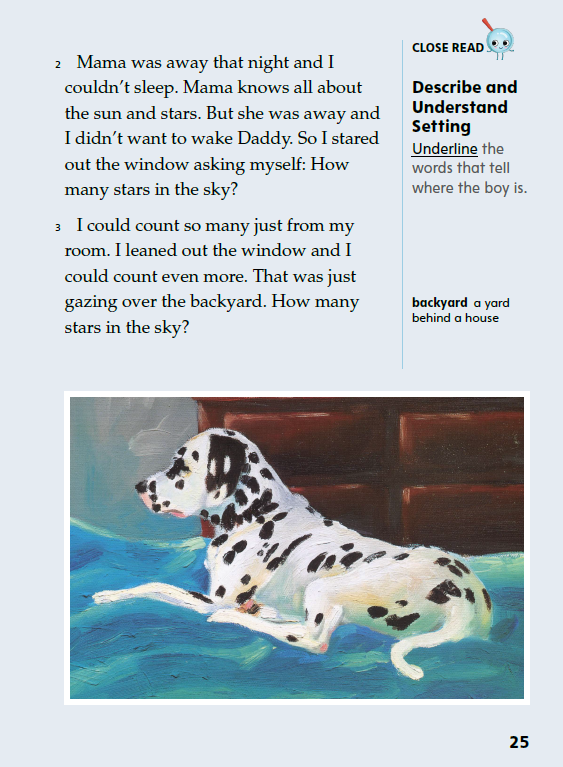 2 Mama was away that night and I
couldn't sleep. Mama knows all about
the sun and stars. But she was away and
I didn't want to wake Daddy. So I stared
out the window asking myself: How
many stars in the sky?
3 I could count so many just from my
room. I leaned out the window and I
could count even more. That was just
gazing over the backyard. How many
stars in the sky?
CLOSE READ
Describe and
Understand
Setting
Underline the
words that tell
where the boy is.
backyard a yard
behind a house
25